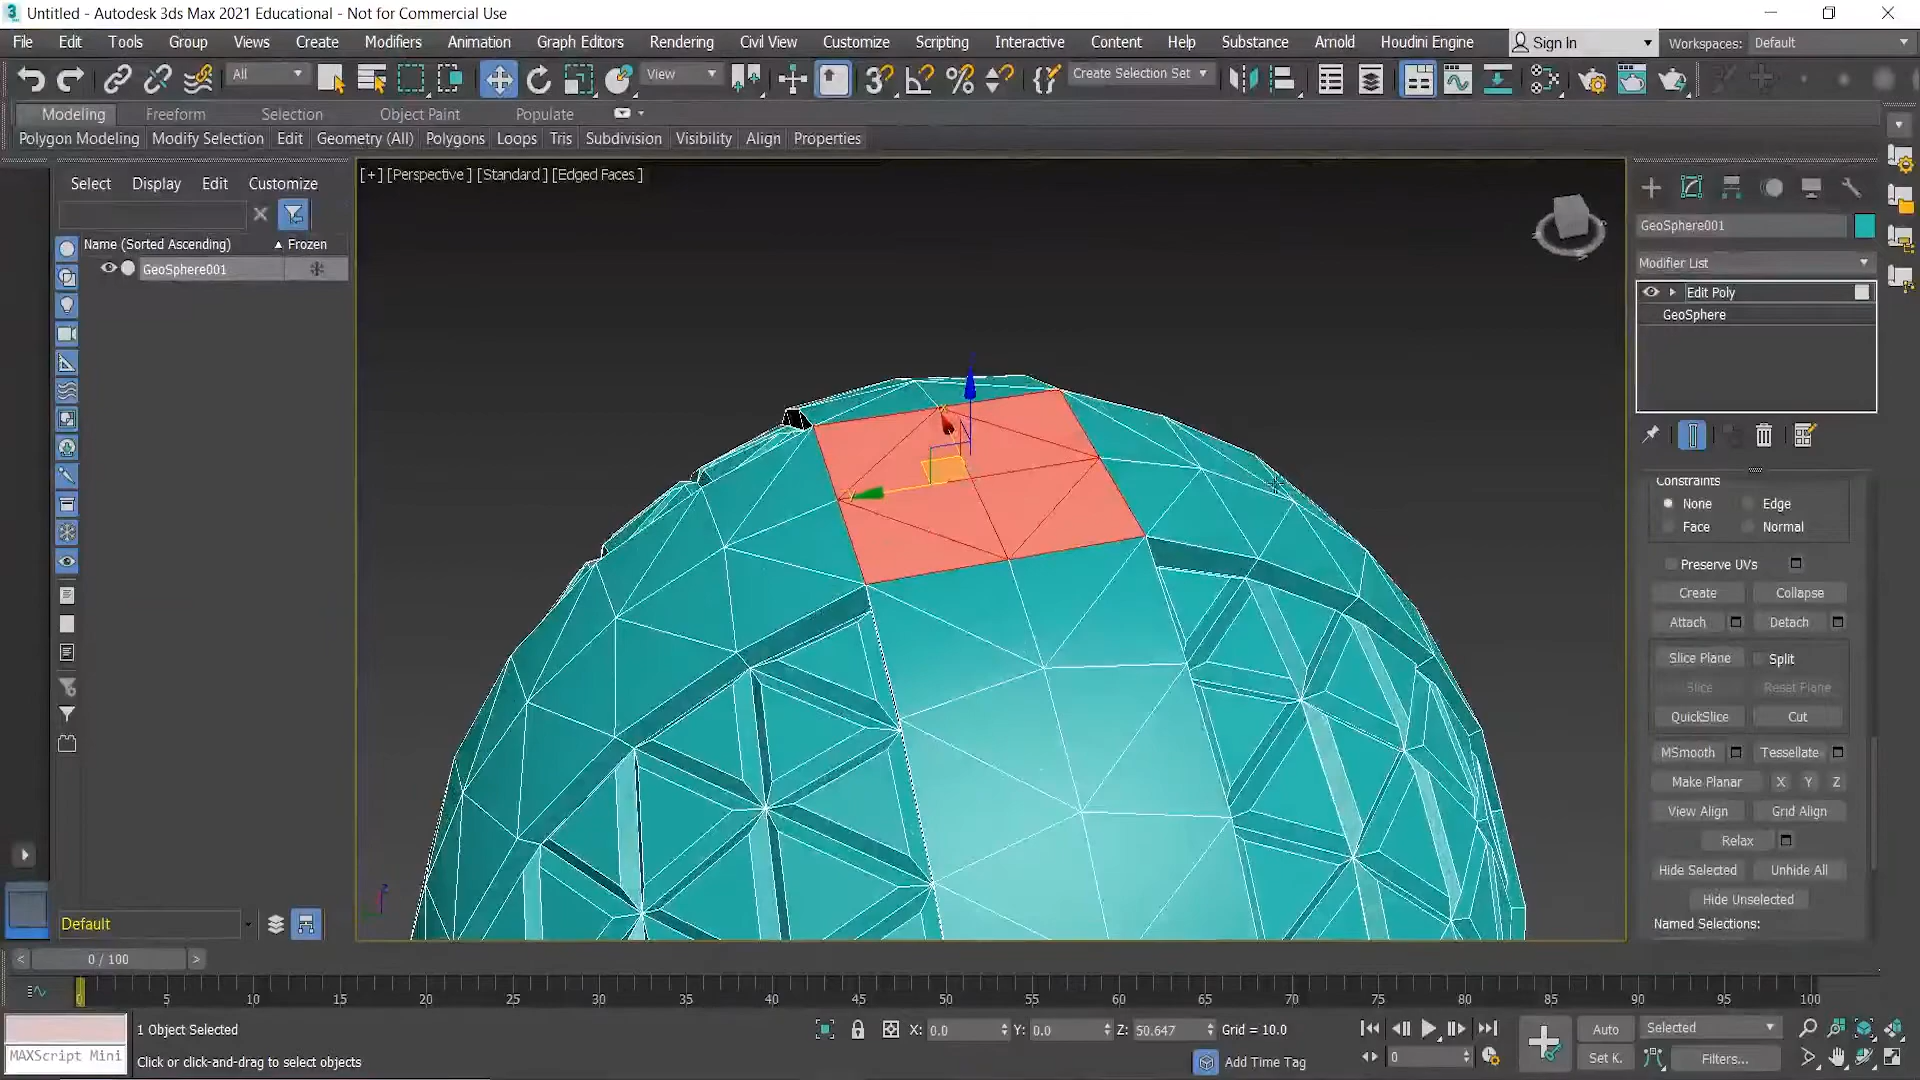 Untitled - Autodesk 3ds Max 2021 Educational - Not for Commercial Use
File Edit Tools Group Views Create Modifiers Animation Graph Editors Rendering Civil View Customize Scripting Interactive Content Help Substance Arnold Houdini Engine Sign In Workspaces: Default
All View Create Selection Set
Modeling Freeform Selection Object Paint Populate
Polygon Modeling Modify Selection Edit Geometry (All) Polygons Loops Tris Subdivision Visibility Align Properties
Select Display Edit Customize
[+] [Perspective ] [Standard ] [Edged Faces ]
GeoSphere001
Name (Sorted Ascending) Frozen
GeoSphere001
Modifier List
Edit Poly
GeoSphere
Constraints
None Edge
Face Normal
Preserve UVs
Create Collapse
Attach Detach
Slice Plane Split
Slice Reset Plane
QuickSlice Cut
MSmooth Tessellate
Make Planar X Y Z
View Align Grid Align
Relax
Hide Selected Unhide All
Hide Unselected
Named Selections:
Default
< 0 / 100 >
0 5 10 15 20 25 30 35 40 45 50 55 60 65 70 75 80 85 90 95 100
1 Object Selected X: 0.0 Y: 0.0 Z: 50.647 Grid = 10.0 Auto Selected
MAXScript Mini Click or click-and-drag to select objects Add Time Tag 0 Set K. Filters...